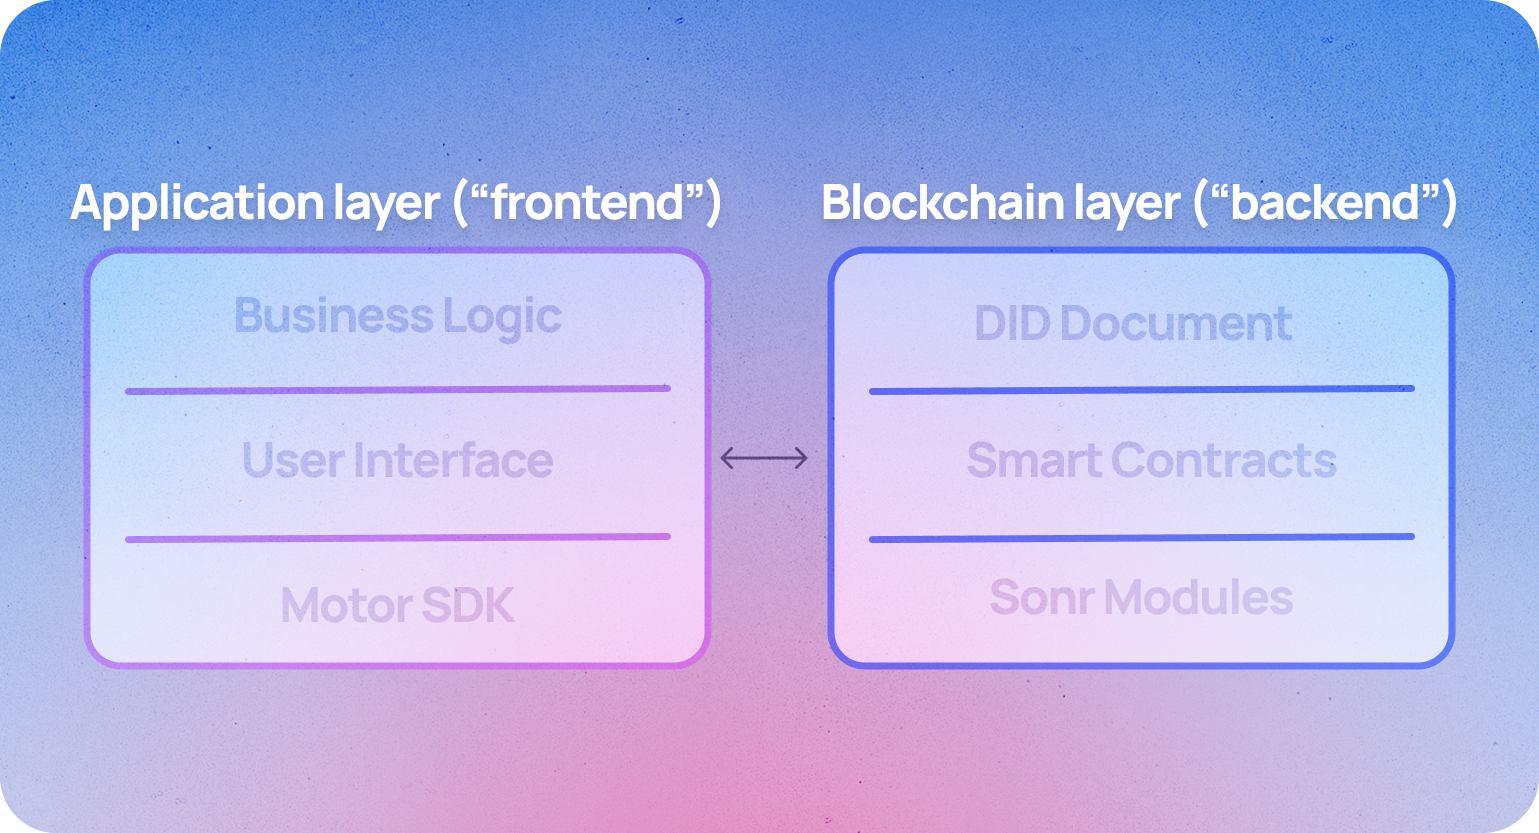 Application layer (“frontend”)
Business Logic
User Interface
Motor SDK
Blockchain layer (“backend”)
DID Document
Smart Contracts
Sonr Modules